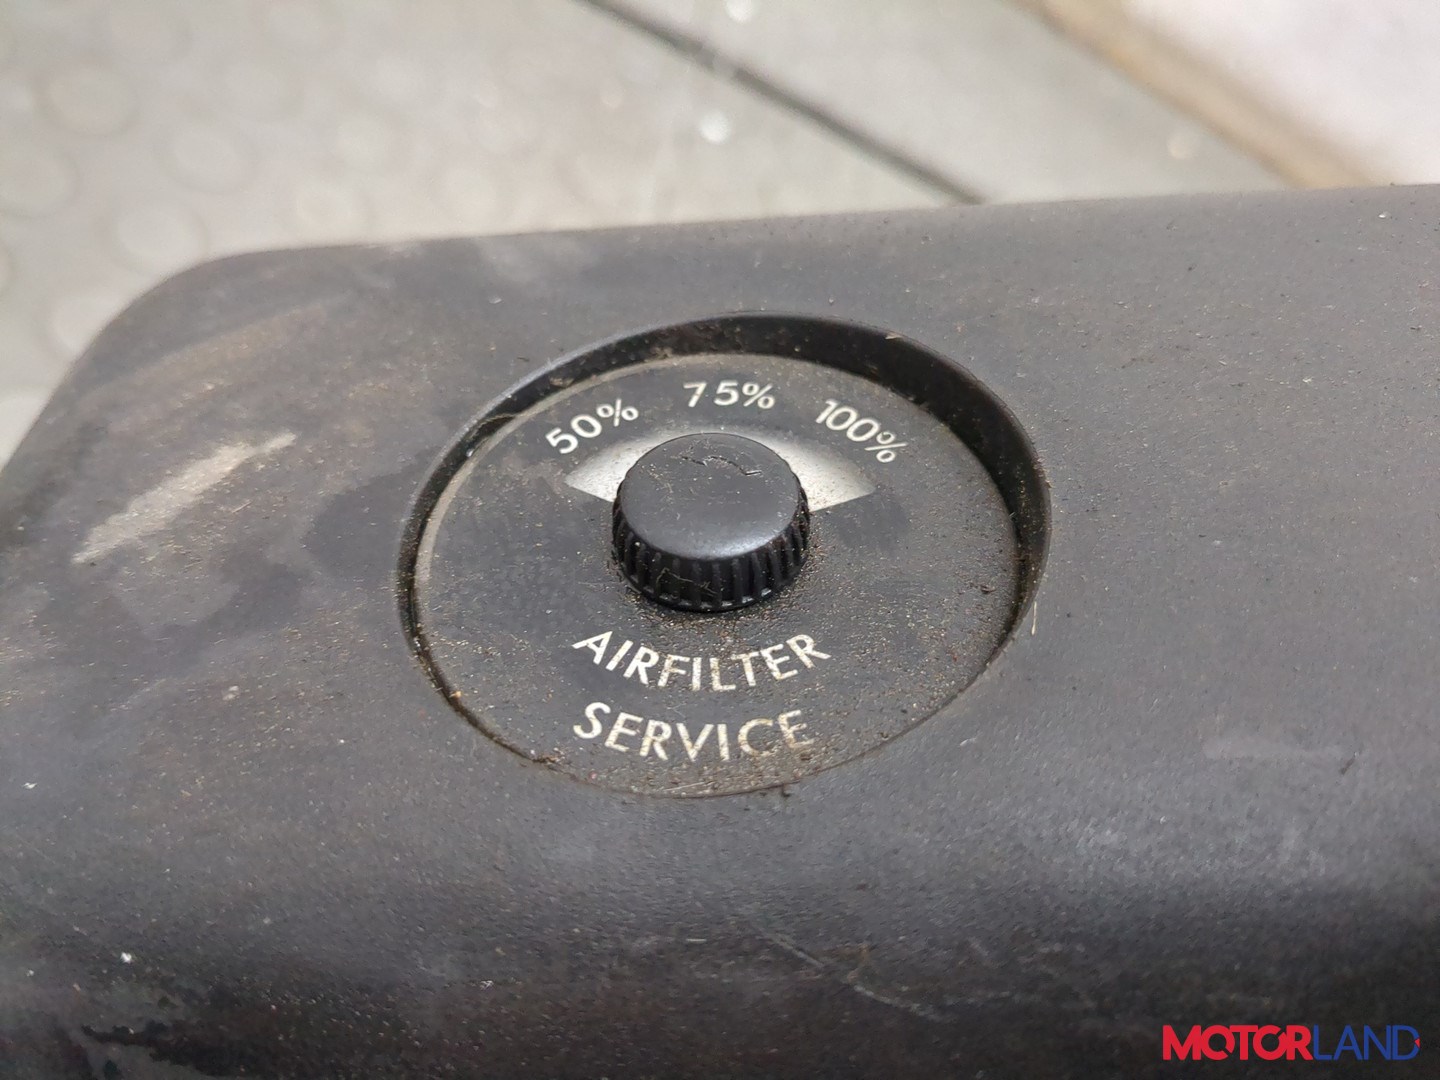 50% 75% 100%
AIRFILTER
SERVICE
MOTORLAND